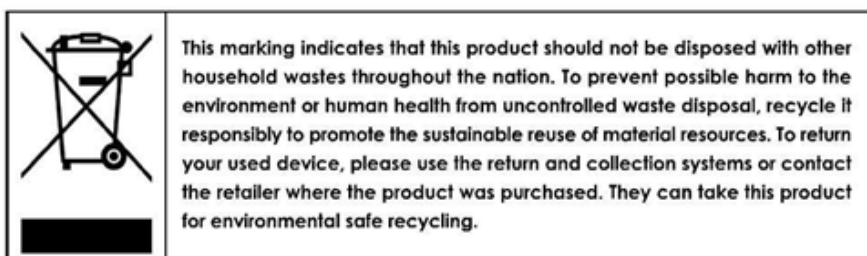 This marking indicates that this product should not be disposed with other
household wastes throughout the nation. To prevent possible harm to the
environment or human health from uncontrolled waste disposal, recycle it
responsibly to promote the sustainable reuse of material resources. To return
your used device, please use the return and collection systems or contact
the retailer where the product was purchased. They can take this product
for environmental safe recycling.